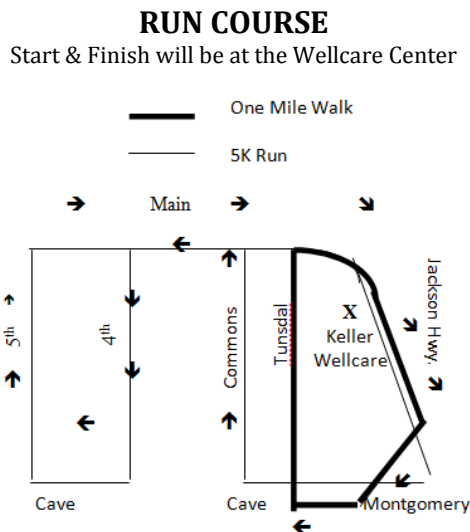 RUN COURSE
Start & Finish will be at the Wellcare Center
One Mile Walk
5K Run
Main
5th
4th
Commons
Tunsdal
X
Keller
Wellcare
Jackson Hwy.
Cave
Cave
Montgomery